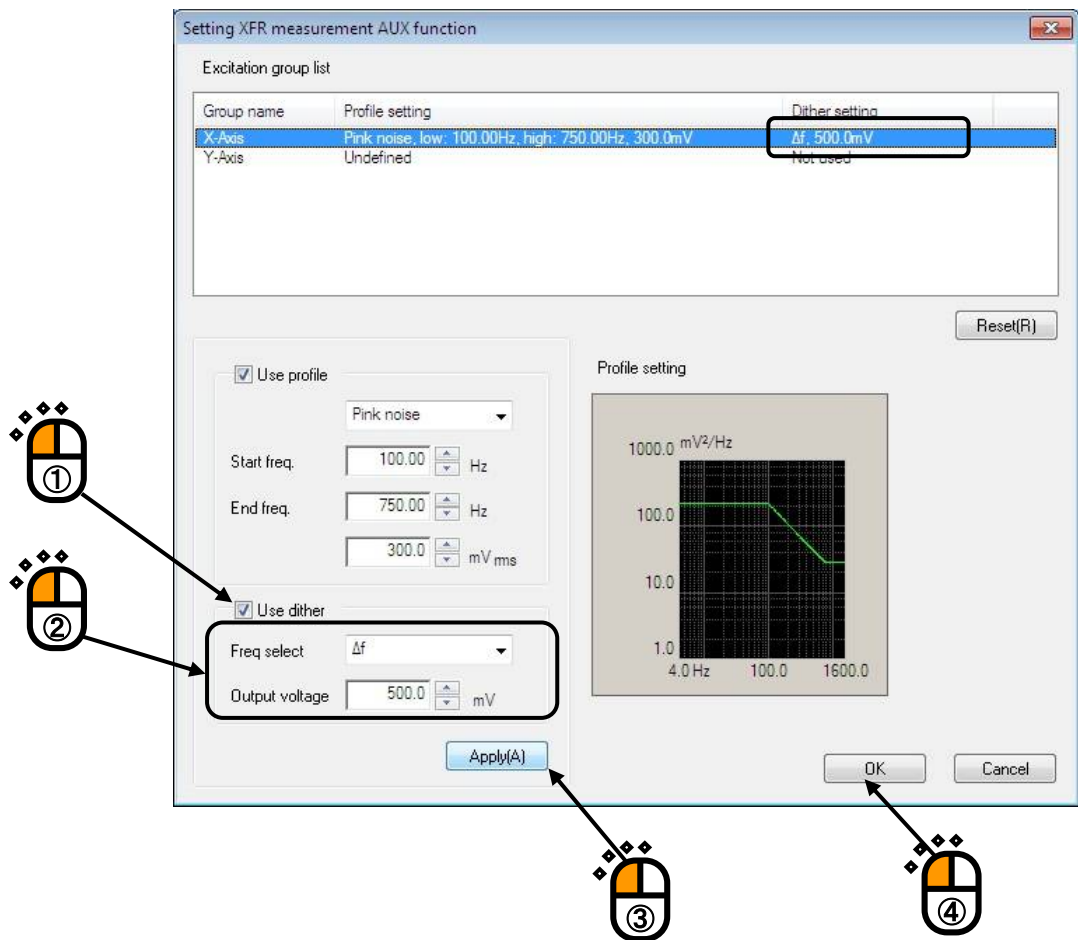 Setting XFR measurement AUX function
Excitation group list
Group name Profile setting Dither setting
X-Axis Pink noise, low: 100.00Hz, high: 750.00Hz, 300.0mV Δf, 500.0mV
Y-Axis Undefined Not used
Reset(R)
Use profile
Pink noise
Start freq. 100.00 Hz
End freq. 750.00 Hz
300.0 mV rms
Use dither
Freq select Δf
Output voltage 500.0 mV
Apply(A)
Profile setting
1000.0 mV²/Hz
100.0
10.0
1.0
4.0 Hz 100.0 1600.0
OK Cancel
①
②
③
④